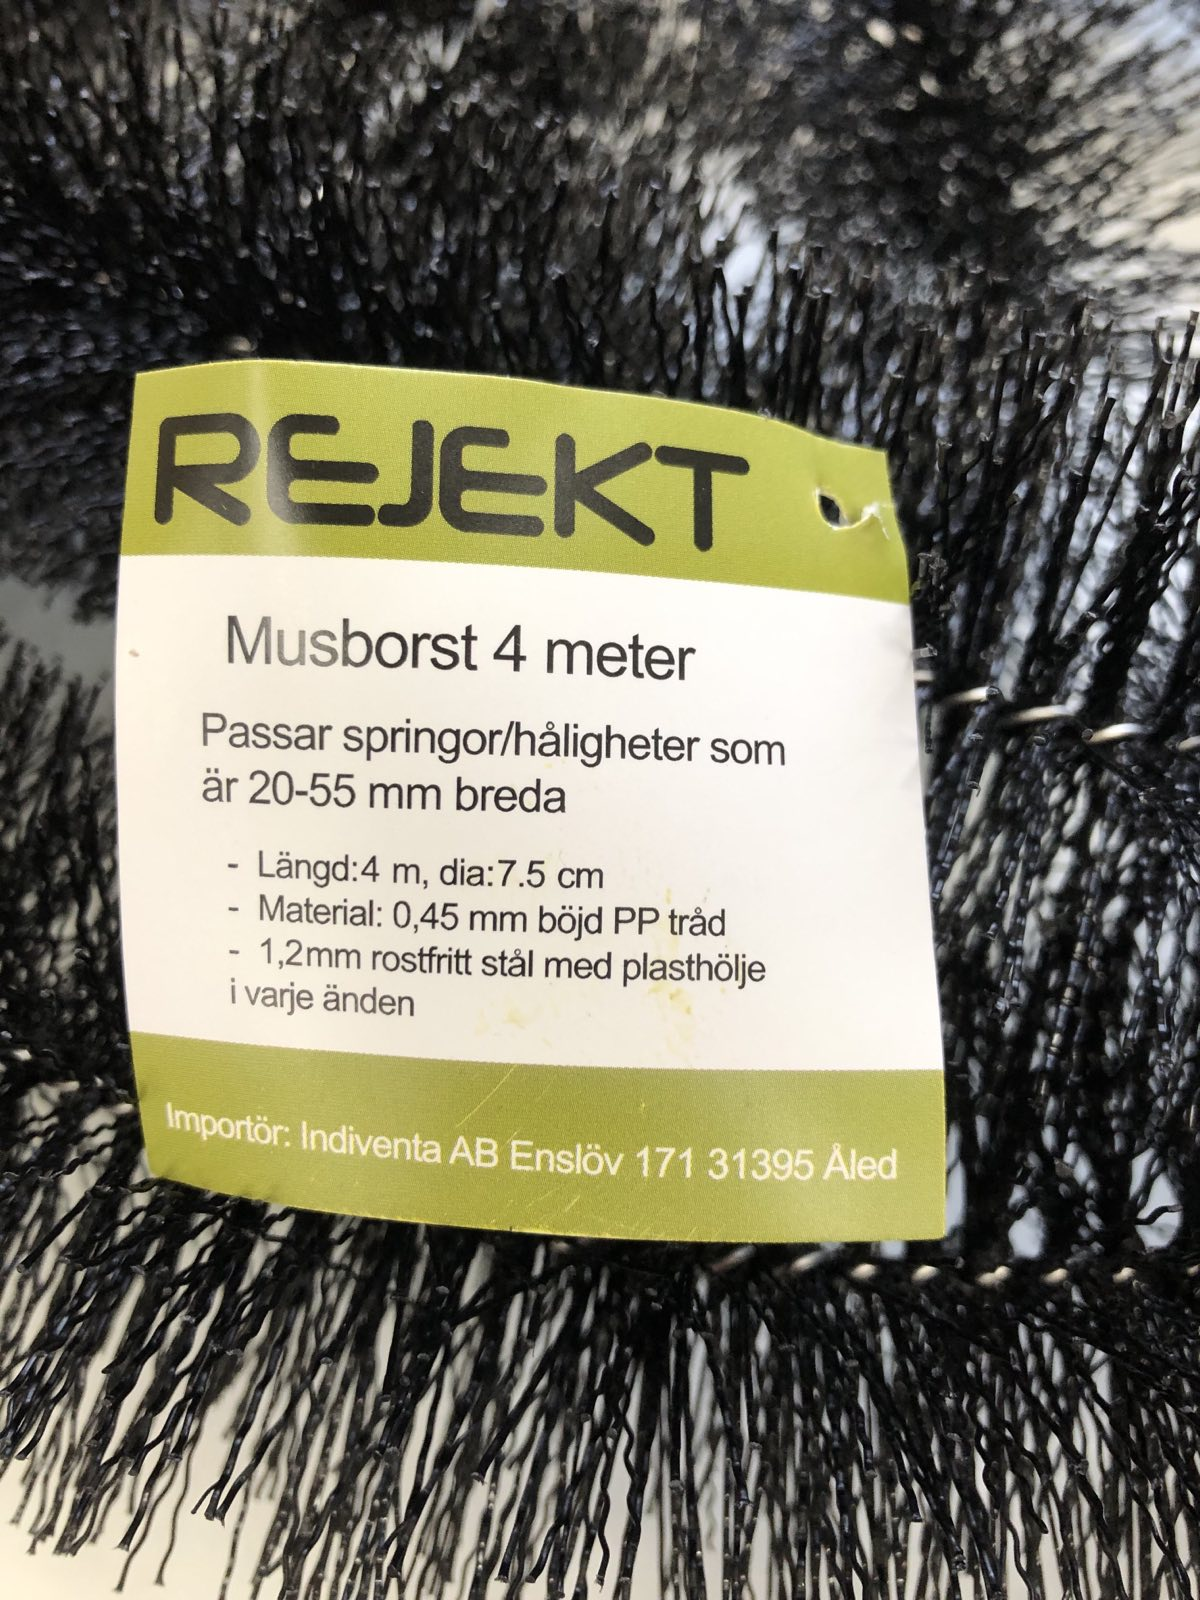 REJEKT
Musborst 4 meter
Passar springor/håligheter som
är 20-55 mm breda
- Längd:4 m, dia:7.5 cm
- Material: 0,45 mm böjd PP tråd
- 1,2mm rostfritt stål med plasthölje
i varje änden
Importör: Indiventa AB Enslöv 171 31395 Åled